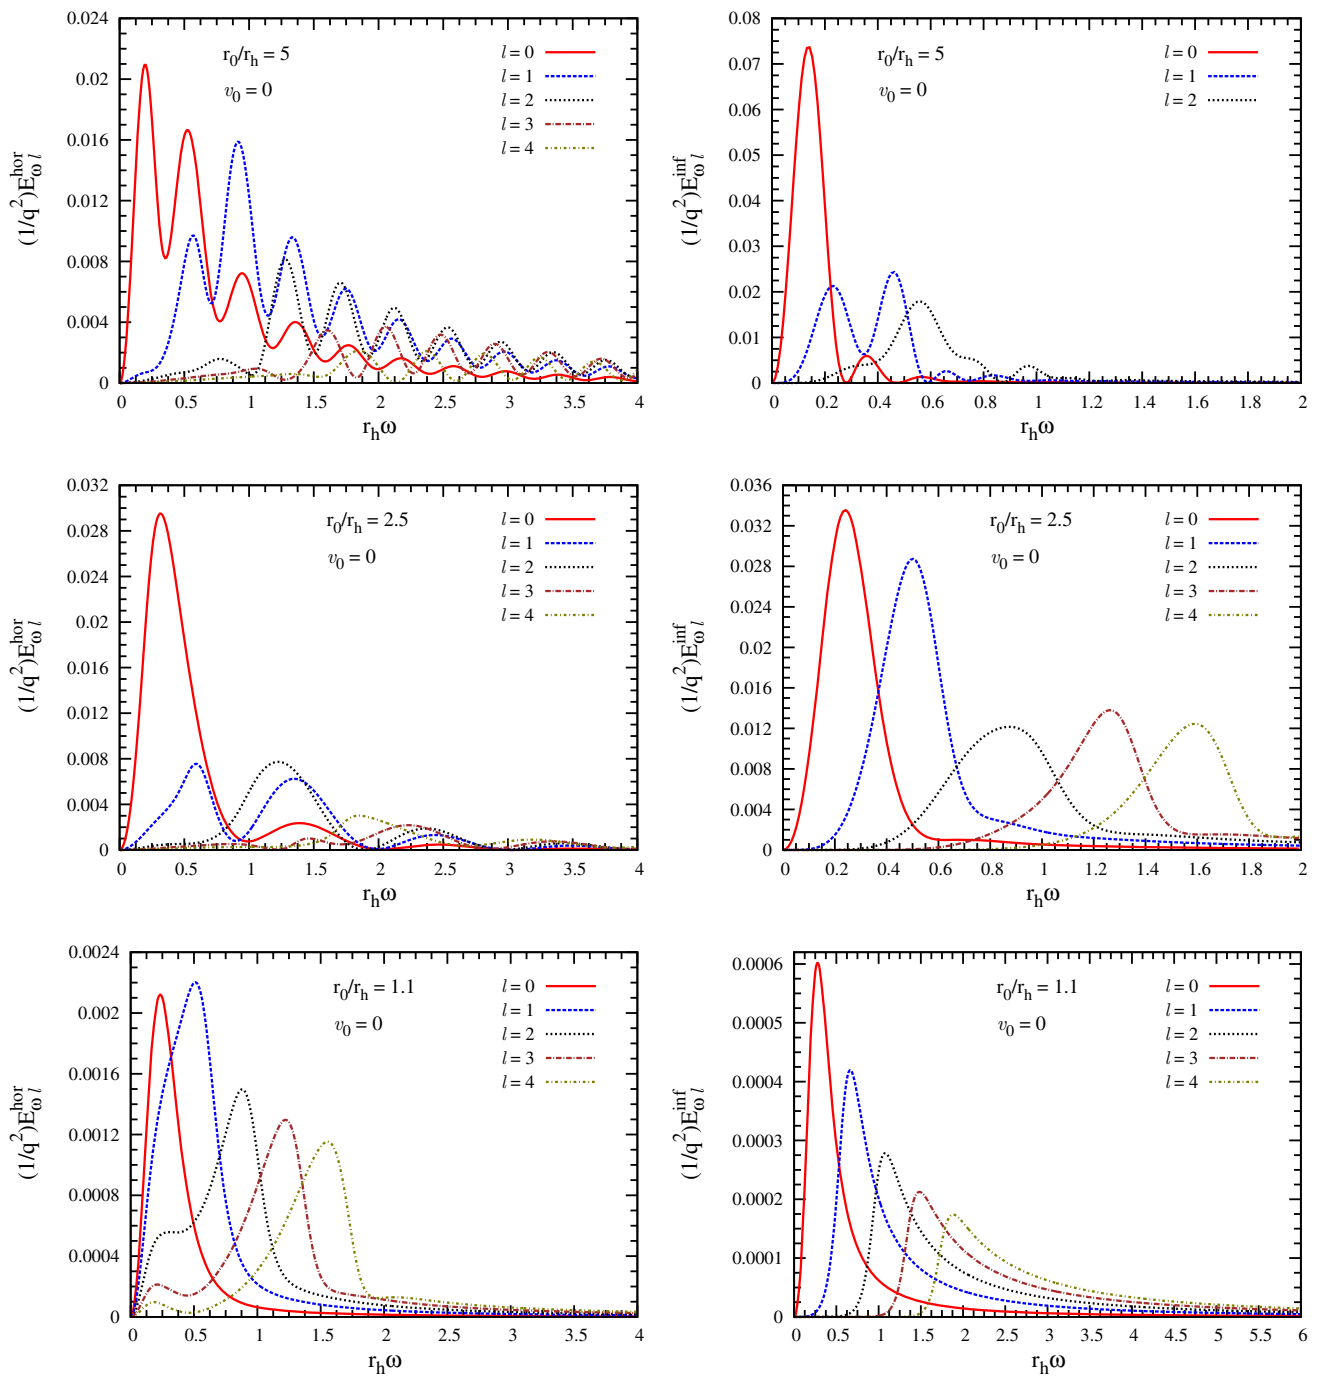 0.024
0.02
0.016
0.012
0.008
0.004
0
(1/q²)E^hor_ω l
r₀/r_h = 5
v₀ = 0
l = 0
l = 1
l = 2
l = 3
l = 4
0 0.5 1 1.5 2 2.5 3 3.5 4
r_hω
0.08
0.07
0.06
0.05
0.04
0.03
0.02
0.01
0
(1/q²)E^inf_ω l
r₀/r_h = 5
v₀ = 0
l = 0
l = 1
l = 2
0 0.2 0.4 0.6 0.8 1 1.2 1.4 1.6 1.8 2
r_hω
0.032
0.028
0.024
0.02
0.016
0.012
0.008
0.004
0
(1/q²)E^hor_ω l
r₀/r_h = 2.5
v₀ = 0
l = 0
l = 1
l = 2
l = 3
l = 4
0 0.5 1 1.5 2 2.5 3 3.5 4
r_hω
0.036
0.032
0.028
0.024
0.02
0.016
0.012
0.008
0.004
0
(1/q²)E^inf_ω l
r₀/r_h = 2.5
v₀ = 0
l = 0
l = 1
l = 2
l = 3
l = 4
0 0.2 0.4 0.6 0.8 1 1.2 1.4 1.6 1.8 2
r_hω
0.0024
0.002
0.0016
0.0012
0.0008
0.0004
0
(1/q²)E^hor_ω l
r₀/r_h = 1.1
v₀ = 0
l = 0
l = 1
l = 2
l = 3
l = 4
0 0.5 1 1.5 2 2.5 3 3.5 4
r_hω
0.0006
0.0005
0.0004
0.0003
0.0002
0.0001
0
(1/q²)E^inf_ω l
r₀/r_h = 1.1
v₀ = 0
l = 0
l = 1
l = 2
l = 3
l = 4
0 0.5 1 1.5 2 2.5 3 3.5 4 4.5 5 5.5 6
r_hω